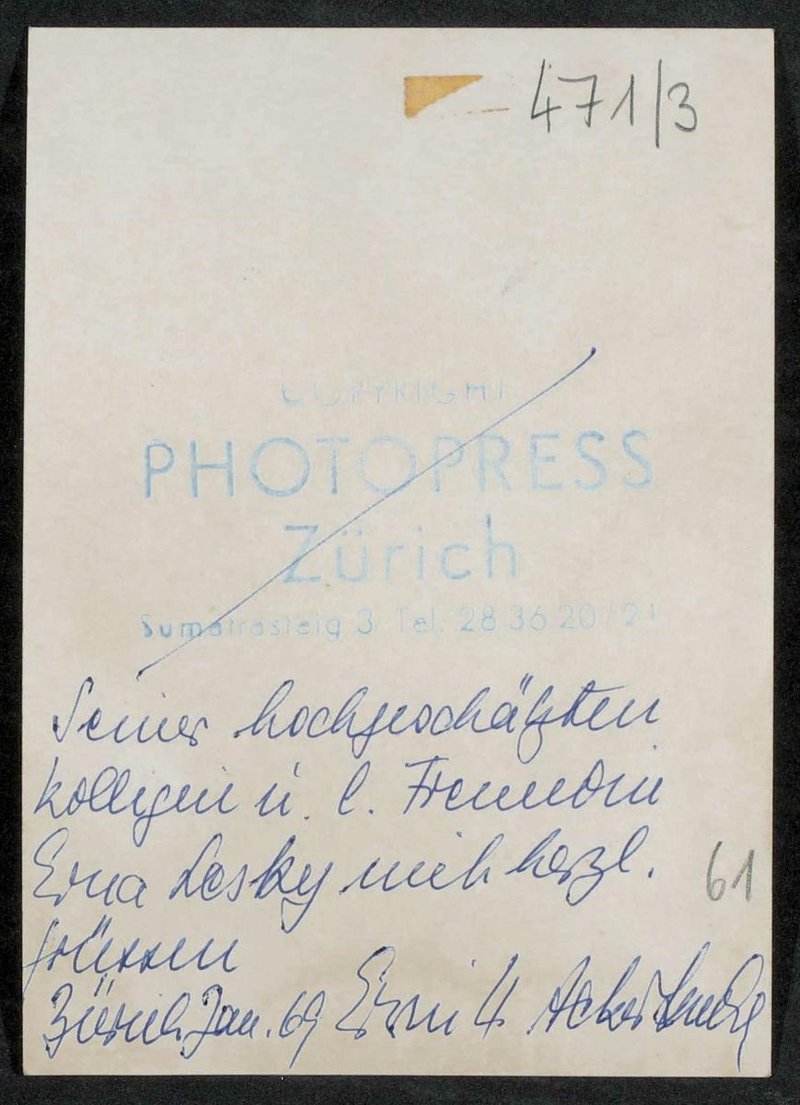 471/3
COPYRIGHT
PHOTOPRESS
Zürich
Sumatrasteig 3 Tel. 28 36 20/21
Seiner hochgeschätzten
Kollegin u. l. Freundin
Erna Lesky mit herzl.
61
Grüssen
Zürich Jan. 69 Erwin H Ackerknecht